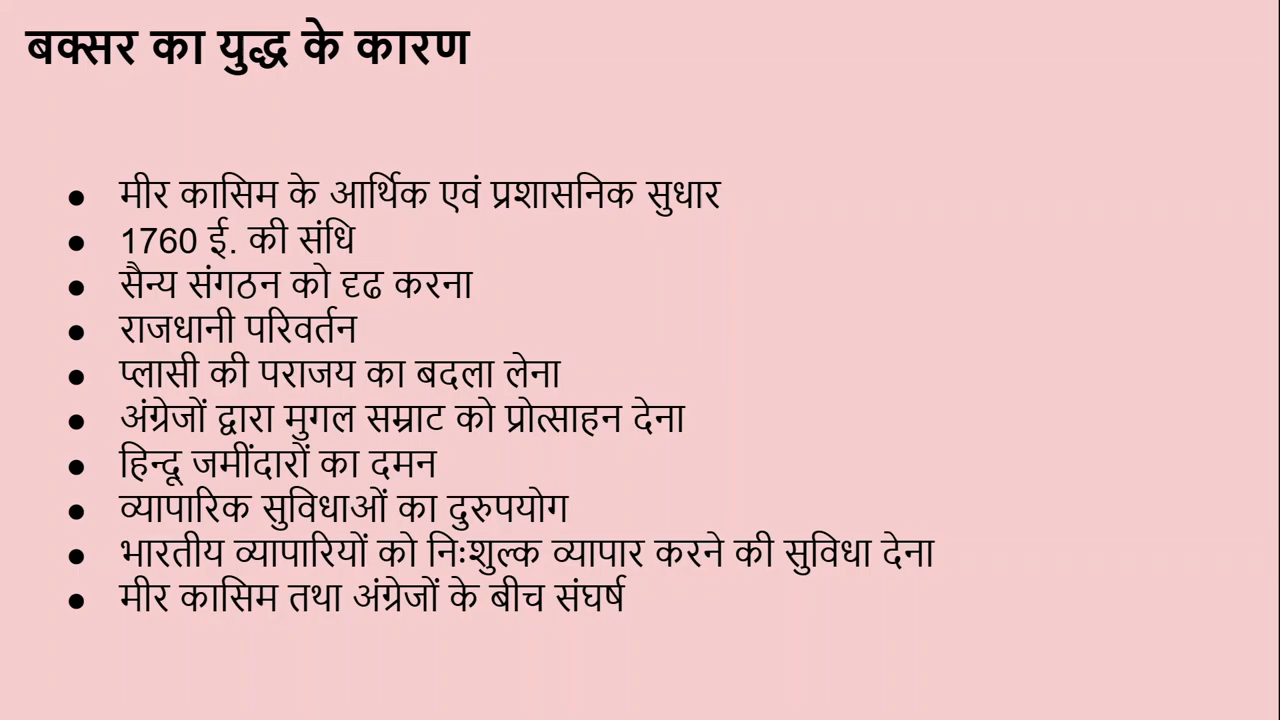 बक्सर का युद्ध के कारण
● मीर कासिम के आर्थिक एवं प्रशासनिक सुधार
● 1760 ई. की संधि
● सैन्य संगठन को दृढ करना
● राजधानी परिवर्तन
● प्लासी की पराजय का बदला लेना
● अंग्रेजों द्वारा मुगल सम्राट को प्रोत्साहन देना
● हिन्दू जमींदारों का दमन
● व्यापारिक सुविधाओं का दुरुपयोग
● भारतीय व्यापारियों को निःशुल्क व्यापार करने की सुविधा देना
● मीर कासिम तथा अंग्रेजों के बीच संघर्ष